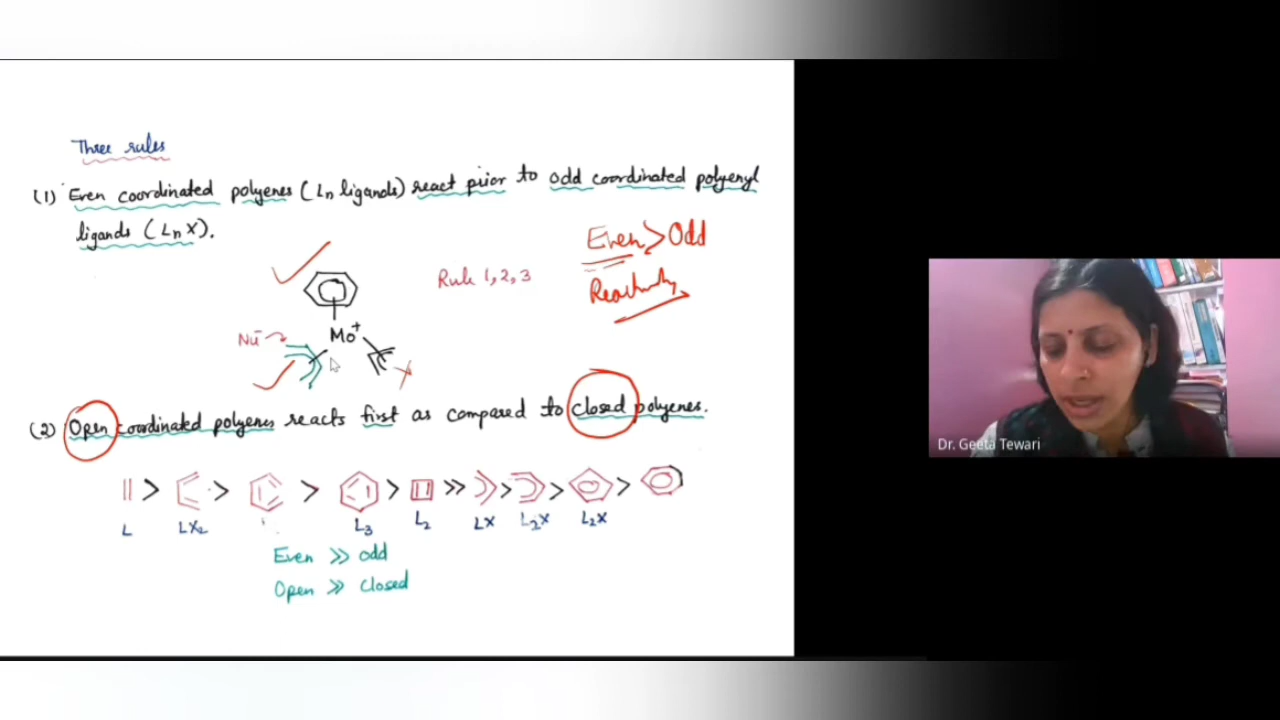 Three rules
(1) Even coordinated polyenes (Ln ligands) react prior to odd coordinated polyenyl
ligands (LnX).
Even > Odd
Reactivity
Rule 1, 2, 3
Mo+
Nu-
(2) Open coordinated polyenes reacts first as compared to closed polyenes.
> > > > >> > > > >
L LX2 L3 L2 LX L2X L2X
Even >> odd
Open >> Closed
Dr. Geeta Tewari